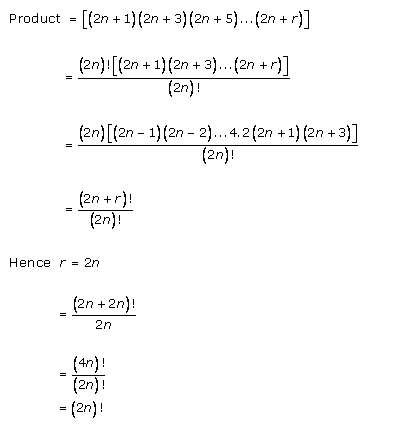 Product = [(2n + 1)(2n + 3)(2n + 5)...(2n + r)]
= (2n)![(2n + 1)(2n + 3)...(2n + r)] / (2n)!
= (2n)[(2n − 1)(2n − 2)...4.2(2n + 1)(2n + 3)] / (2n)!
= (2n + r)! / (2n)!
Hence r = 2n
= (2n + 2n)! / 2n
= (4n)! / (2n)!
= (2n)!